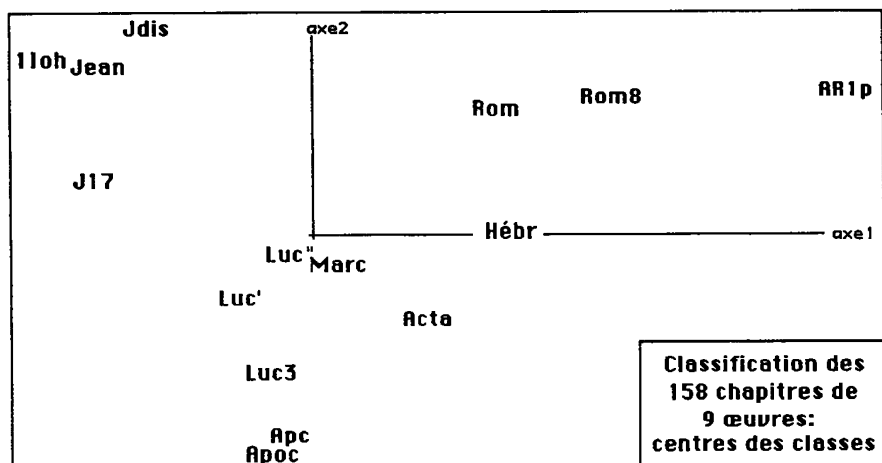 Jdis axe2
1Ioh Jean
AR1p
Rom8
Rom
J17
Hébr axe1
Luc"
Marc
Luc'
Acta
Luc3
Classification des
158 chapitres de
9 œuvres:
centres des classes
Apc
Apoc